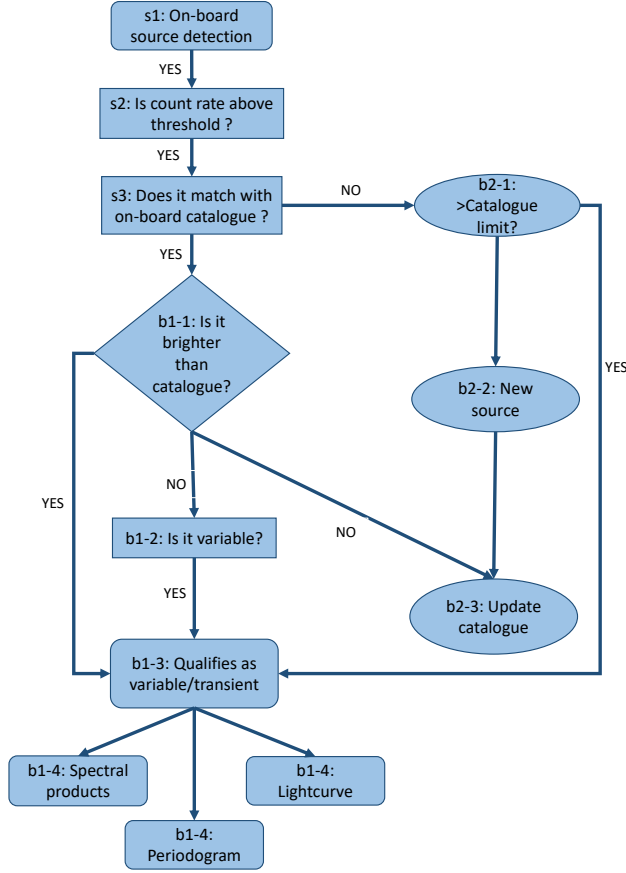 s1: On-board
source detection
YES
s2: Is count rate above
threshold ?
YES
s3: Does it match with
on-board catalogue ?
NO
b2-1:
>Catalogue
limit?
YES
b1-1: Is it
brighter
than
catalogue?
YES
b2-2: New
source
NO
YES
NO
b1-2: Is it variable?
YES
b2-3: Update
catalogue
b1-3: Qualifies as
variable/transient
b1-4: Spectral
products
b1-4:
Lightcurve
b1-4:
Periodogram